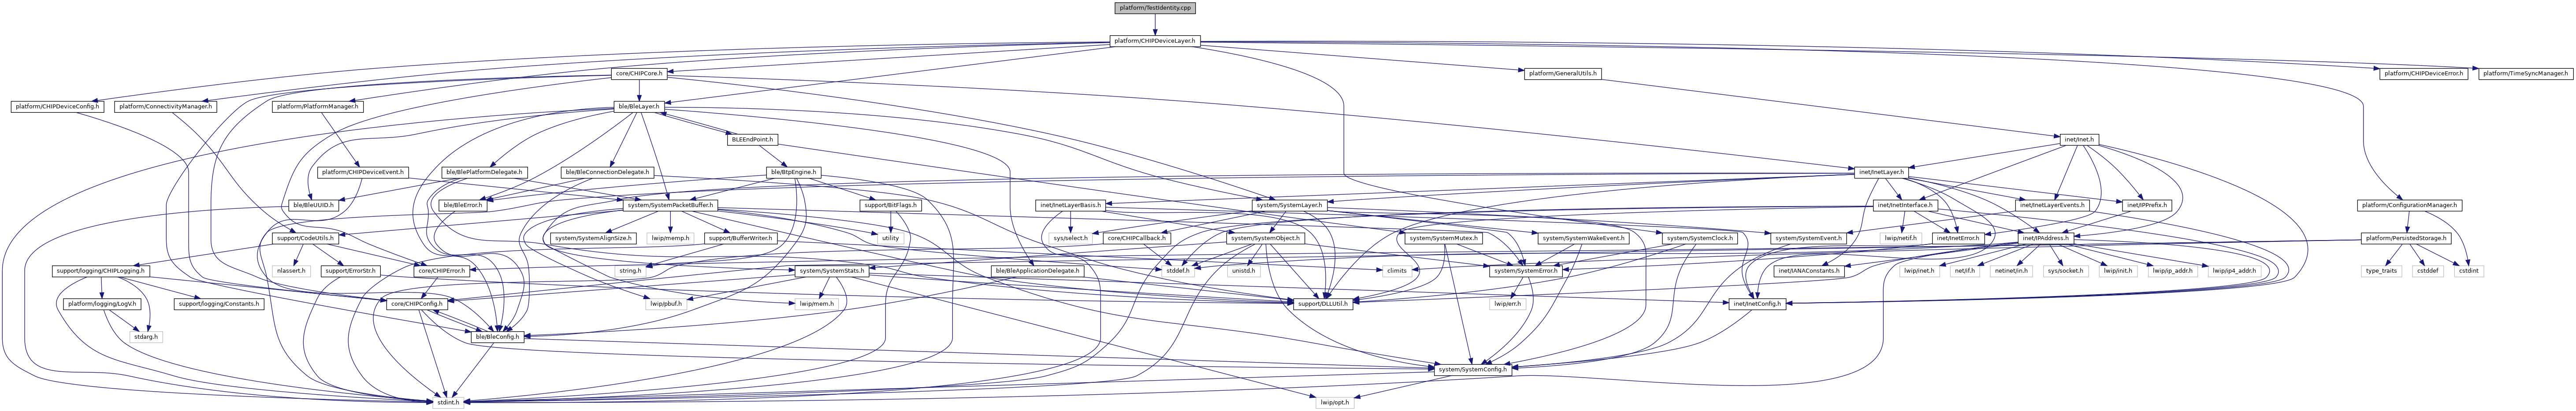 platform/TestIdentity.cpp
platform/CHIPDeviceLayer.h
core/CHIPCore.h
platform/GeneralUtils.h
platform/CHIPDeviceError.h
platform/TimeSyncManager.h
platform/CHIPDeviceConfig.h
platform/ConnectivityManager.h
platform/PlatformManager.h
ble/BleLayer.h
BLEEndPoint.h
inet/Inet.h
platform/CHIPDeviceEvent.h
ble/BlePlatformDelegate.h
ble/BleConnectionDelegate.h
ble/BtpEngine.h
inet/InetLayer.h
ble/BleUUID.h
ble/BleError.h
system/SystemPacketBuffer.h
support/BitFlags.h
inet/InetLayerBasis.h
system/SystemLayer.h
inet/InetInterface.h
inet/InetLayerEvents.h
inet/IPPrefix.h
platform/ConfigurationManager.h
support/CodeUtils.h
system/SystemAlignSize.h
lwip/memp.h
support/BufferWriter.h
utility
sys/select.h
core/CHIPCallback.h
system/SystemObject.h
system/SystemMutex.h
system/SystemWakeEvent.h
system/SystemClock.h
system/SystemEvent.h
lwip/netif.h
inet/InetError.h
inet/IPAddress.h
platform/PersistedStorage.h
support/logging/CHIPLogging.h
nlassert.h
support/ErrorStr.h
core/CHIPError.h
string.h
climits
system/SystemStats.h
stddef.h
ble/BleApplicationDelegate.h
unistd.h
system/SystemError.h
inet/IANAConstants.h
lwip/inet.h
net/if.h
netinet/in.h
sys/socket.h
lwip/init.h
lwip/ip_addr.h
lwip/ip4_addr.h
type_traits
cstddef
cstdint
platform/logging/LogV.h
support/logging/Constants.h
core/CHIPConfig.h
lwip/pbuf.h
lwip/mem.h
support/DLLUtil.h
lwip/err.h
inet/InetConfig.h
stdarg.h
ble/BleConfig.h
system/SystemConfig.h
stdint.h
lwip/opt.h